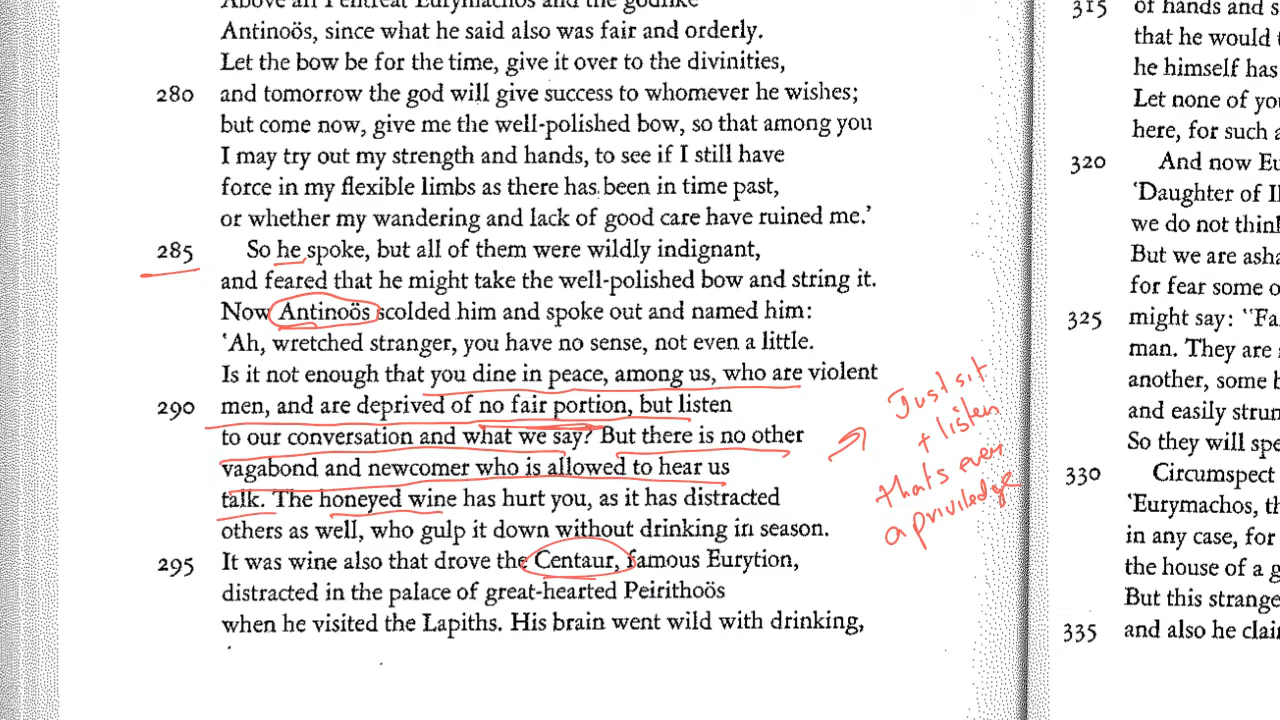 Above all I entreat Eurymachos and the godlike
Antinoös, since what he said also was fair and orderly.
Let the bow be for the time, give it over to the divinities,
280 and tomorrow the god will give success to whomever he wishes;
but come now, give me the well-polished bow, so that among you
I may try out my strength and hands, to see if I still have
force in my flexible limbs as there has been in time past,
or whether my wandering and lack of good care have ruined me.’
285 So he spoke, but all of them were wildly indignant,
and feared that he might take the well-polished bow and string it.
Now Antinoös scolded him and spoke out and named him:
‘Ah, wretched stranger, you have no sense, not even a little.
Is it not enough that you dine in peace, among us, who are violent
290 men, and are deprived of no fair portion, but listen
to our conversation and what we say? But there is no other
vagabond and newcomer who is allowed to hear us
talk. The honeyed wine has hurt you, as it has distracted
others as well, who gulp it down without drinking in season.
295 It was wine also that drove the Centaur, famous Eurytion,
distracted in the palace of great-hearted Peirithoös
when he visited the Lapiths. His brain went wild with drinking,
Just sit
+ listen
thats even
a priviledge
315 of hands and s
that he would t
he himself has
Let none of yo
here, for such a
320 And now Eu
‘Daughter of I
we do not think
But we are asha
for fear some o
325 might say: “Fa
man. They are
another, some b
and easily strun
So they will spe
330 Circumspect
‘Eurymachos, th
in any case, for
the house of a g
But this strange
335 and also he clai